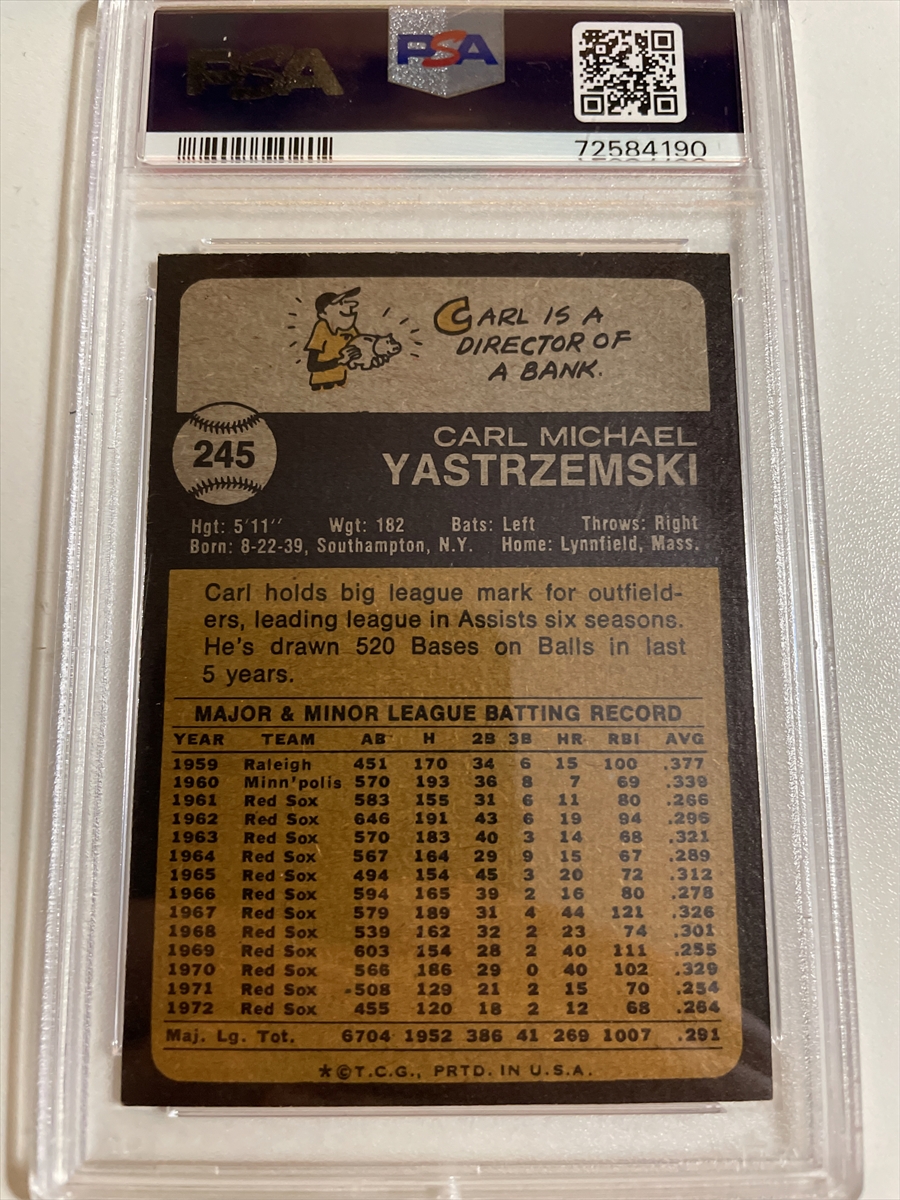 PSA PSA
72584190
CARL IS A
DIRECTOR OF
A BANK.
245
CARL MICHAEL
YASTRZEMSKI
Hgt: 5'11" Wgt: 182 Bats: Left Throws: Right
Born: 8-22-39, Southampton, N.Y. Home: Lynnfield, Mass.
Carl holds big league mark for outfield-
ers, leading league in Assists six seasons.
He's drawn 520 Bases on Balls in last
5 years.
MAJOR & MINOR LEAGUE BATTING RECORD
YEAR TEAM AB H 2B 3B HR RBI AVG
1959 Raleigh 451 170 34 6 15 100 .377
1960 Minn'polis 570 193 36 8 7 69 .339
1961 Red Sox 583 155 31 6 11 80 .266
1962 Red Sox 646 191 43 6 19 94 .296
1963 Red Sox 570 183 40 3 14 68 .321
1964 Red Sox 567 164 29 9 15 67 .289
1965 Red Sox 494 154 45 3 20 72 .312
1966 Red Sox 594 165 39 2 16 80 .278
1967 Red Sox 579 189 31 4 44 121 .326
1968 Red Sox 539 162 32 2 23 74 .301
1969 Red Sox 603 154 28 2 40 111 .255
1970 Red Sox 566 186 29 0 40 102 .329
1971 Red Sox 508 129 21 2 15 70 .254
1972 Red Sox 455 120 18 2 12 68 .264
Maj. Lg. Tot. 6704 1952 386 41 269 1007 .291
*©T.C.G., PRTD. IN U.S.A.